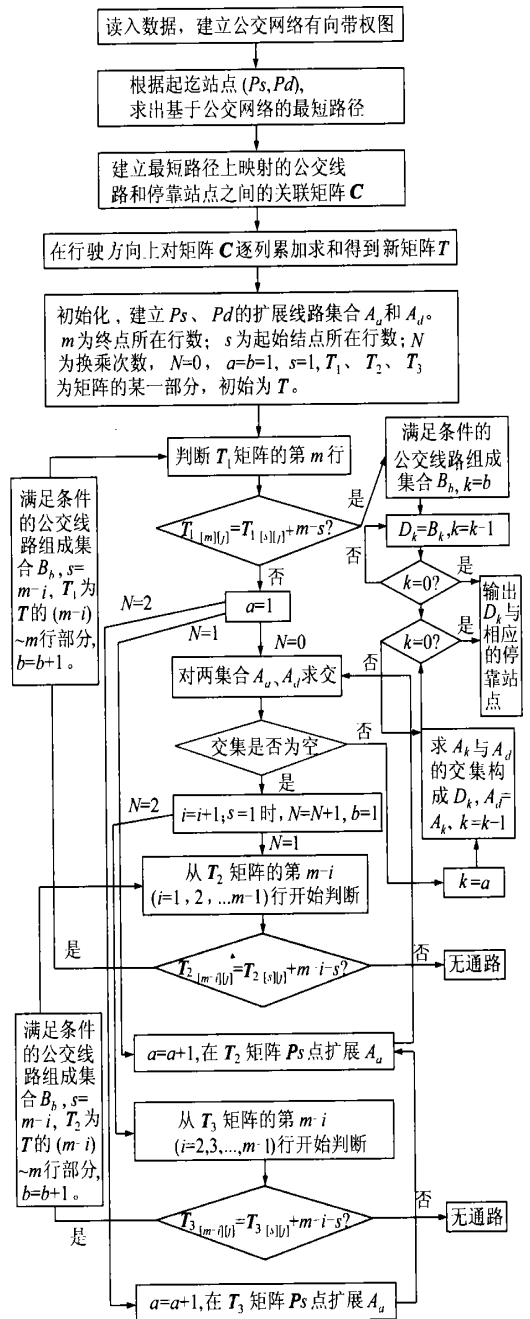 读入数据，建立公交网络有向带权图
根据起迄站点(Ps,Pd),
求出基于公交网络的最短路径
建立最短路径上映射的公交线
路和停靠站点之间的关联矩阵C
在行驶方向上对矩阵C逐列累加求和得到新矩阵T
初始化，建立Ps、Pd的扩展线路集合Aa和Ad。
m为终点所在行数；s为起始结点所在行数；N
为换乘次数，N=0，a=b=1, s=1, T1、T2、T3
为矩阵的某一部分，初始为T。
判断T1矩阵的第m行
满足条件的
公交线路组成
集合Bb, k=b
满足条件
的公交线
路组成集
合Bb, s=
m-i, T1为
T的(m-i)
~m行部分,
b=b+1。
T1[m][j]=T1[s][j]+m-s?
是
否
Dk=Bk,k=k-1
否
k=0?
是
k=0?
是
否
输出
Dk与
相应
的停
靠站
点
N=2
a=1
N=1
N=0
对两集合Aa、Ad求交
否
交集是否为空
否
是
求Ak与Ad
的交集构
成Dk, Ad=
Ak, k=k-1
N=2
i=i+1,s=1时, N=N+1, b=1
N=1
从T2矩阵的第m-i
(i=1, 2, ...m-1)行开始判断
k=a
是
T2[m-i][j]=T2[s][j]+m-i-s?
否
无通路
满足条件
的公交线
路组成集
合Bb, s=
m-i, T2为
T的(m-i)
~m行部分,
b=b+1。
a=a+1,在T2矩阵Ps点扩展Aa
从T3矩阵的第m-i
(i=2,3,...,m-1)行开始判断
T3[m-i][j]=T3[s][j]+m-i-s?
是
否
无通路
a=a+1,在T3矩阵Ps点扩展Aa